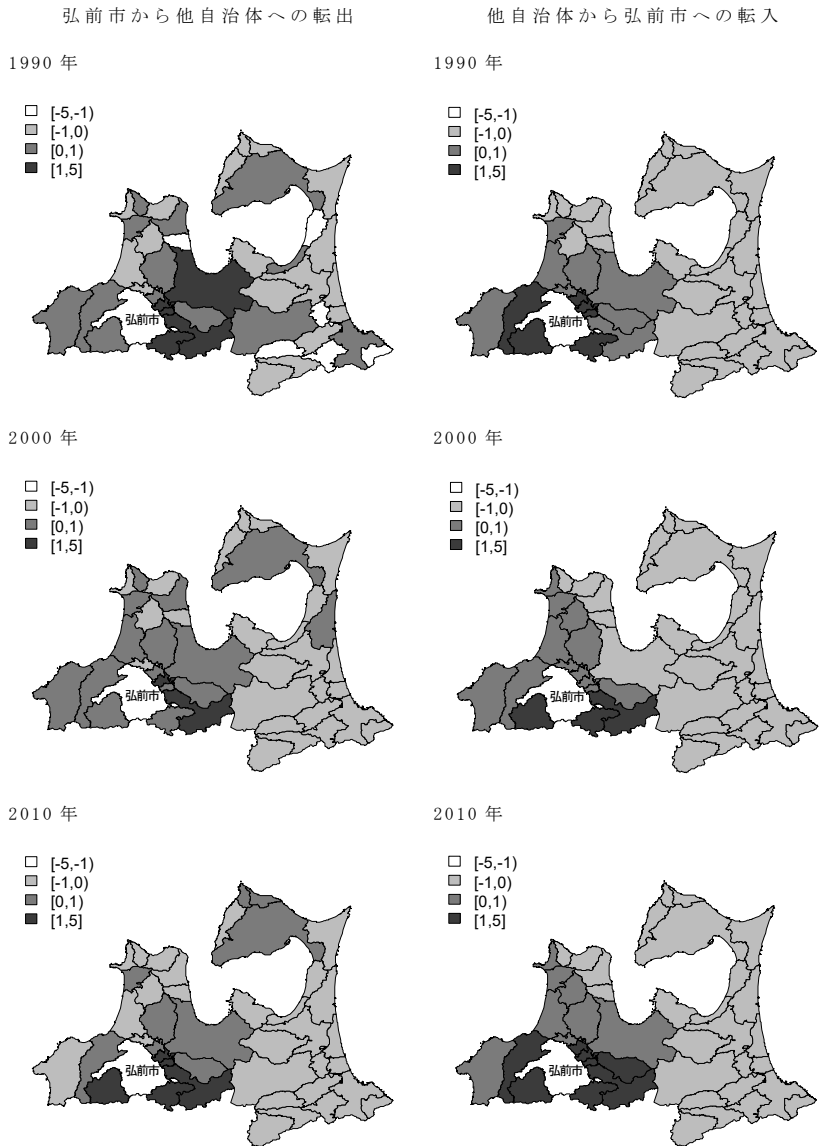 弘前市から他自治体への転出
他自治体から弘前市への転入
1990 年
[-5,-1)
[-1,0)
[0,1)
[1,5]
弘前市
1990 年
[-5,-1)
[-1,0)
[0,1)
[1,5]
弘前市
2000 年
[-5,-1)
[-1,0)
[0,1)
[1,5]
弘前市
2000 年
[-5,-1)
[-1,0)
[0,1)
[1,5]
弘前市
2010 年
[-5,-1)
[-1,0)
[0,1)
[1,5]
弘前市
2010 年
[-5,-1)
[-1,0)
[0,1)
[1,5]
弘前市